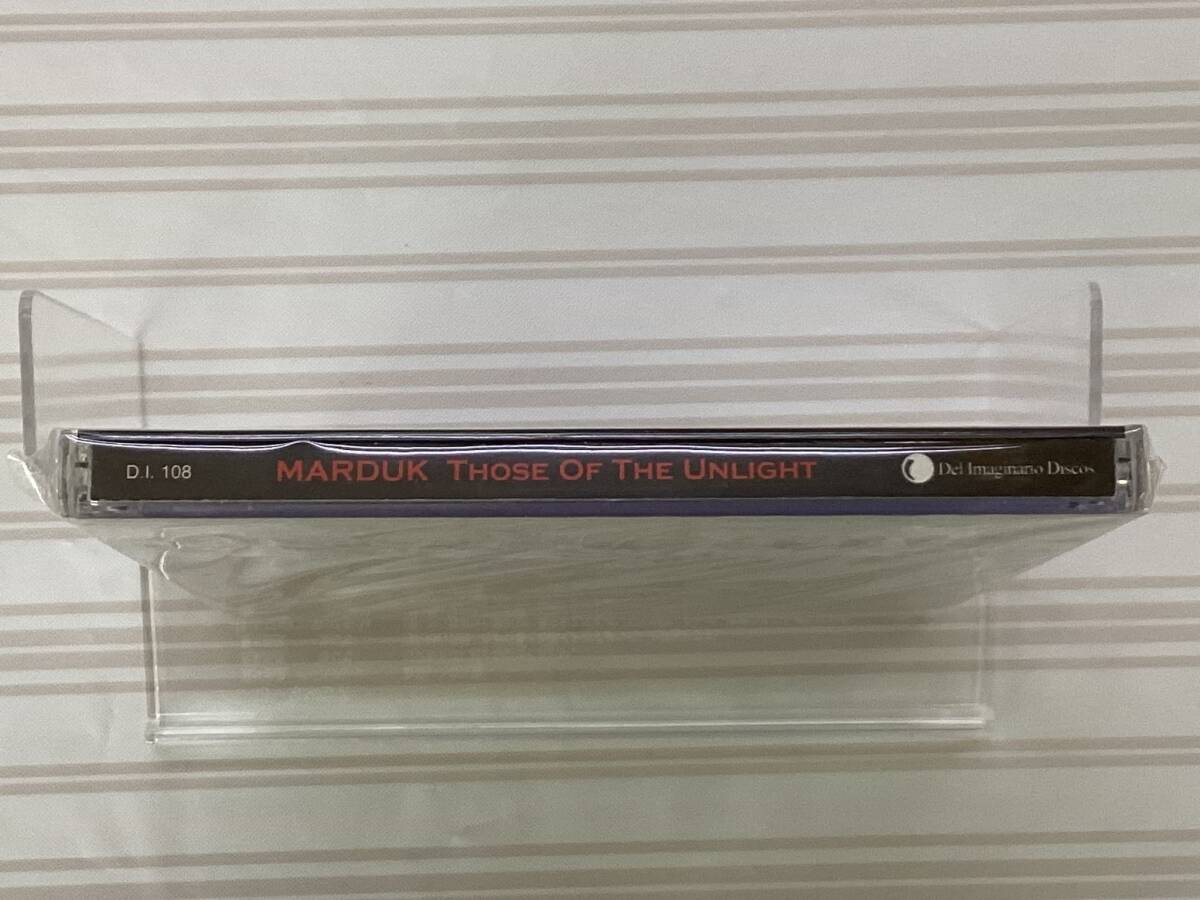 D.I. 108 MARDUK THOSE OF THE UNLIGHT Del Imaginario Discos